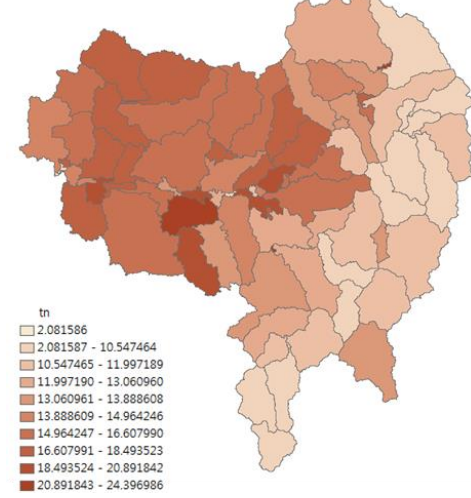 tn
2.081586
2.081587 - 10.547464
10.547465 - 11.997189
11.997190 - 13.060960
13.060961 - 13.888608
13.888609 - 14.964246
14.964247 - 16.607990
16.607991 - 18.493523
18.493524 - 20.891842
20.891843 - 24.396986